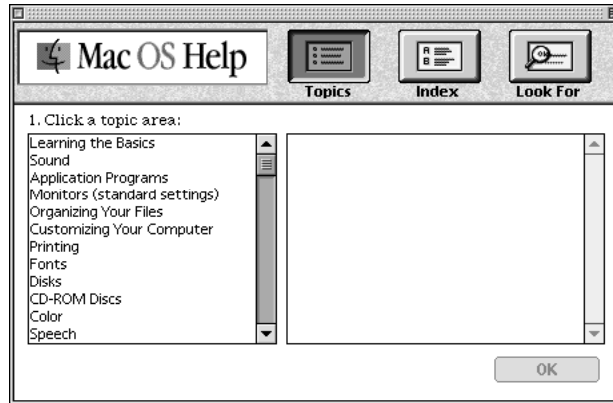 Mac OS Help
Topics
Index
Look For
1. Click a topic area:
Learning the Basics
Sound
Application Programs
Monitors (standard settings)
Organizing Your Files
Customizing Your Computer
Printing
Fonts
Disks
CD-ROM Discs
Color
Speech
OK